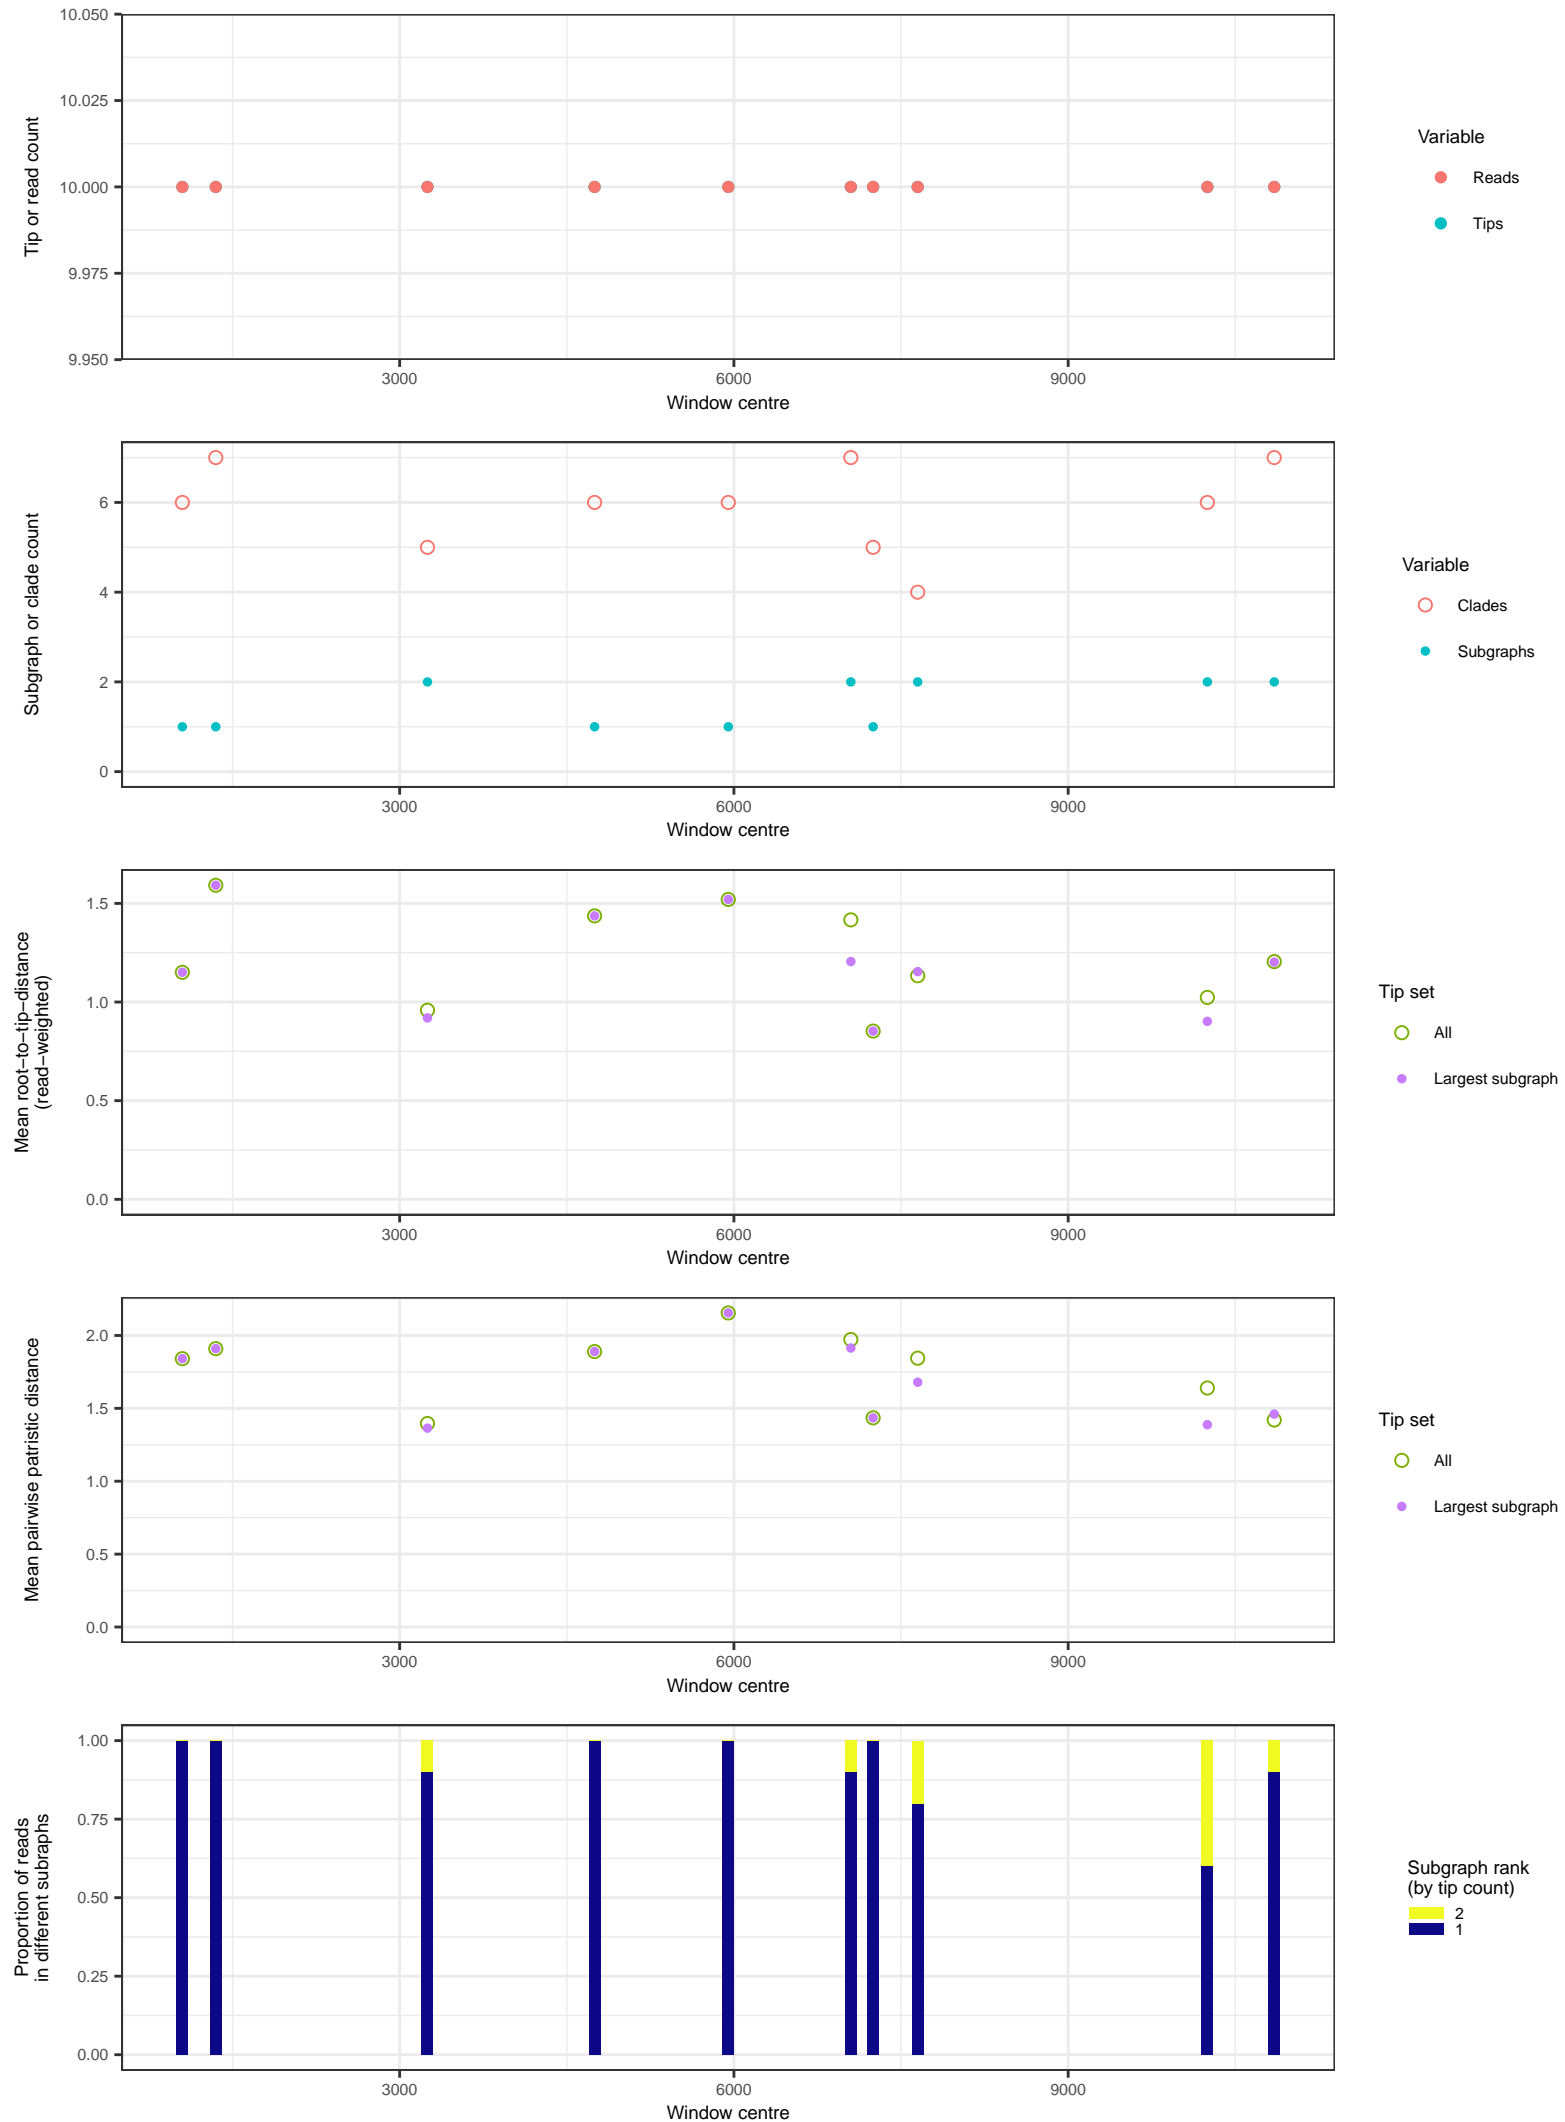 10.050
10.025
10.000
9.975
9.950
Tip or read count
3000
6000
9000
Window centre
Variable
Reads
Tips
6
4
2
0
Subgraph or clade count
3000
6000
9000
Window centre
Variable
Clades
Subgraphs
1.5
1.0
0.5
0.0
Mean root−to−tip−distance
(read−weighted)
3000
6000
9000
Window centre
Tip set
All
Largest subgraph
2.0
1.5
1.0
0.5
0.0
Mean pairwise patristic distance
3000
6000
9000
Window centre
Tip set
All
Largest subgraph
1.00
0.75
0.50
0.25
0.00
Proportion of reads
in different subraphs
3000
6000
9000
Window centre
Subgraph rank
(by tip count)
2
1